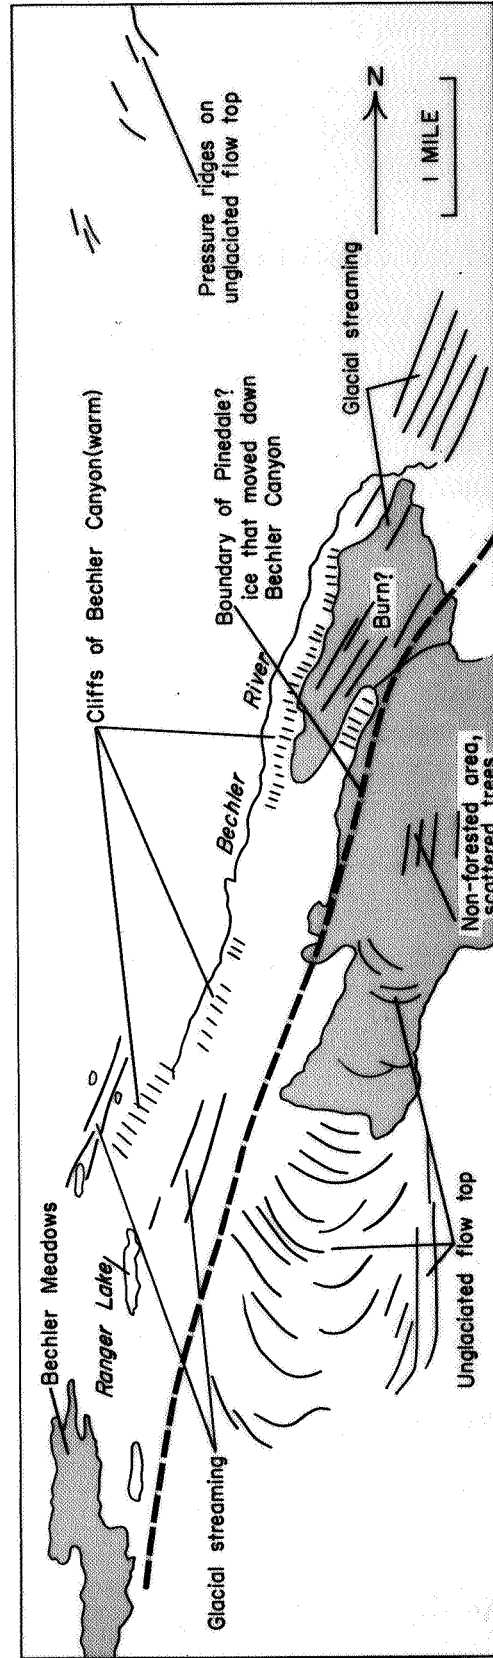 Bechler Meadows
Ranger Lake
Cliffs of Bechler Canyon(warm)
Pressure ridges on
unglaciated flow top
Bechler
River
Boundary of Pinedale?
ice that moved down
Bechler Canyon
Glacial streaming
N
1 MILE
Burn?
Glacial streaming
Unglaciated flow top
Non-forested area,
scattered trees